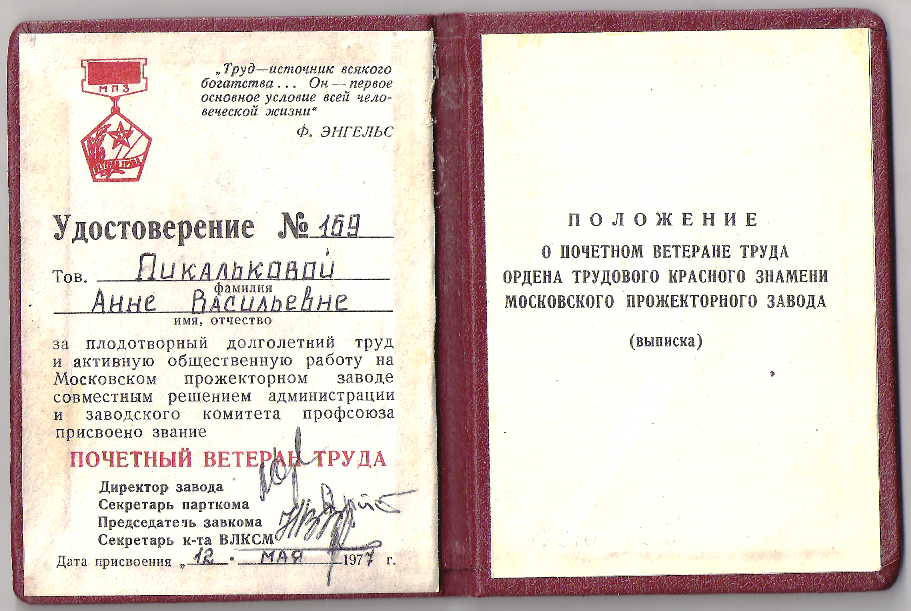 МПЗ
„Труд—источник всякого
богатства... Он—первое
основное условие всей чело-
веческой жизни“
Ф. ЭНГЕЛЬС
Удостоверение № 169
Тов. Пикальковой
фамилия
Анне Васильевне
имя, отчество
за плодотворный долголетний труд
и активную общественную работу на
Московском прожекторном заводе
совместным решением администрации
и заводского комитета профсоюза
присвоено звание
ПОЧЕТНЫЙ ВЕТЕРАН ТРУДА
Директор завода
Секретарь парткома
Председатель завкома
Секретарь к-та ВЛКСМ
Дата присвоения „12 " мая 1977 г.
ПОЛОЖЕНИЕ
О ПОЧЕТНОМ ВЕТЕРАНЕ ТРУДА
ОРДЕНА ТРУДОВОГО КРАСНОГО ЗНАМЕНИ
МОСКОВСКОГО ПРОЖЕКТОРНОГО ЗАВОДА
(выписка)